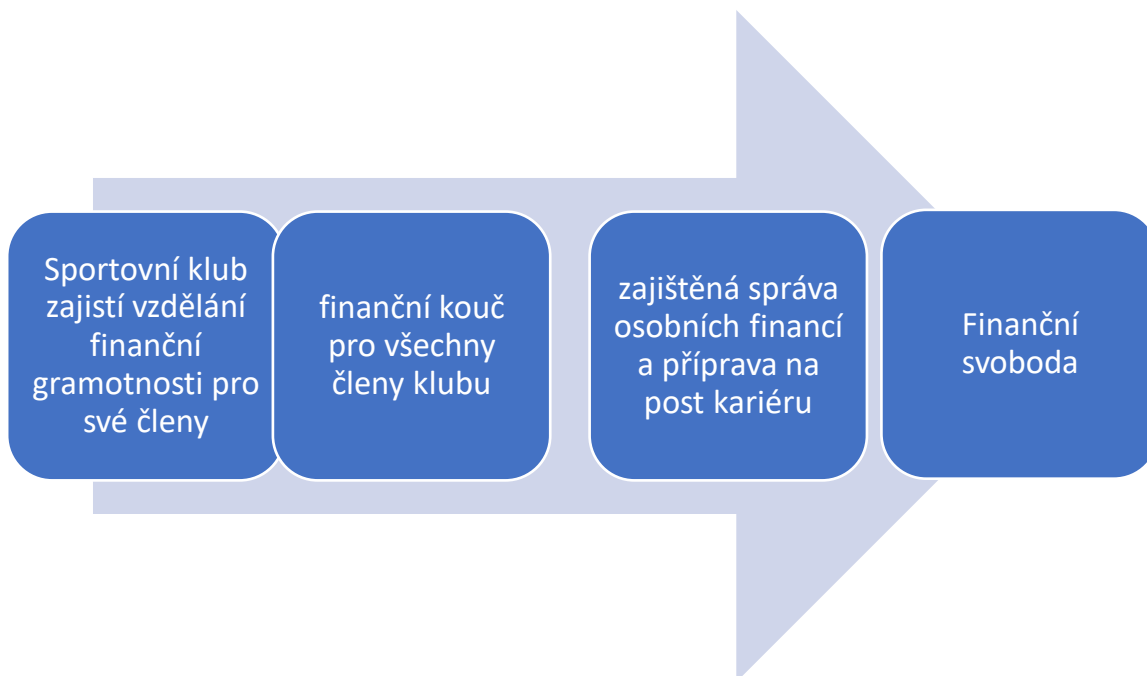 Sportovní klub
zajistí vzdělání
finanční
gramotnosti pro
své členy
finanční kouč
pro všechny
členy klubu
zajištěná správa
osobních financí
a příprava na
post kariéru
Finanční
svoboda